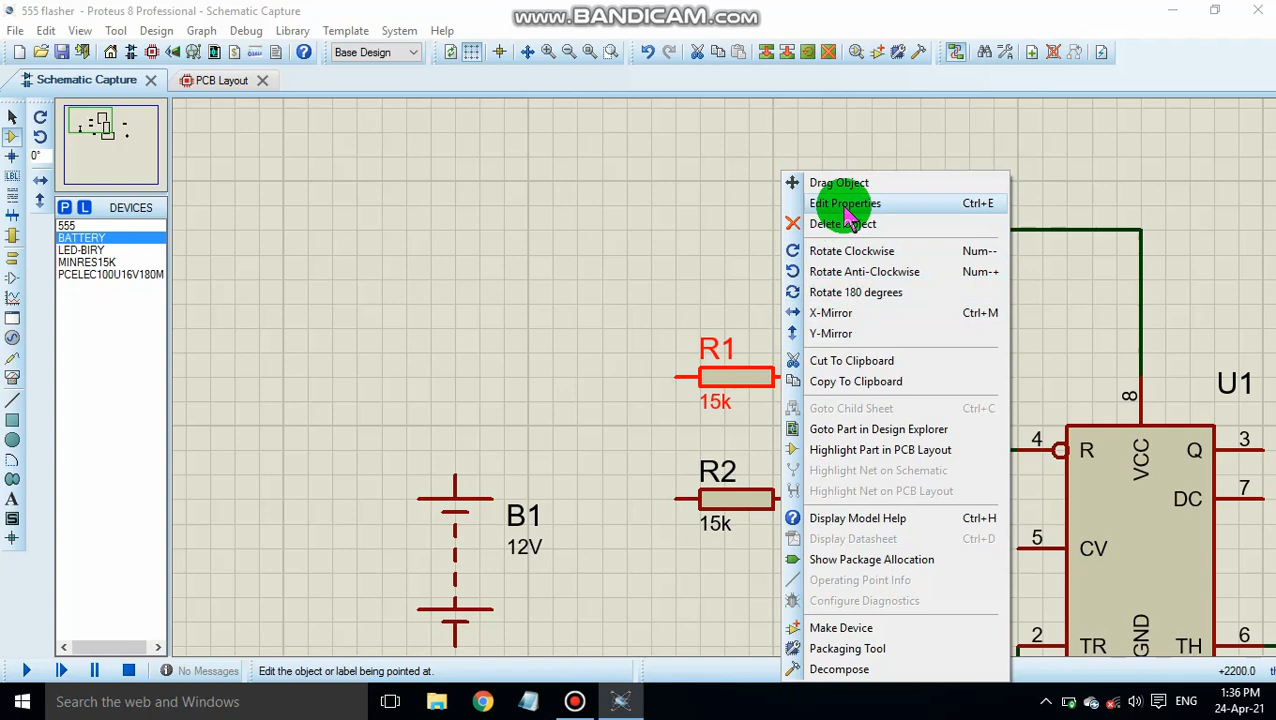 555 flasher - Proteus 8 Professional - Schematic Capture
www.BANDICAM.com
File Edit View Tool Design Graph Debug Library Template System Help
Base Design
Schematic Capture
PCB Layout
0°
LBL
P L DEVICES
555
BATTERY
LED-BIRY
MINRES15K
PCELEC100U16V180M
Drag Object
Edit Properties Ctrl+E
Delete Object
Rotate Clockwise Num--
Rotate Anti-Clockwise Num-+
Rotate 180 degrees
X-Mirror Ctrl+M
Y-Mirror
Cut To Clipboard
Copy To Clipboard
Goto Child Sheet Ctrl+C
Goto Part in Design Explorer
Highlight Part in PCB Layout
Highlight Net on Schematic
Highlight Net on PCB Layout
Display Model Help Ctrl+H
Display Datasheet Ctrl+D
Show Package Allocation
Operating Point Info
Configure Diagnostics
Make Device
Packaging Tool
Decompose
R1
15k
R2
15k
B1
12V
U1
8
4 R VCC Q 3
DC 7
5 CV
2 TR GND TH 6
A
No Messages
Edit the object or label being pointed at.
+2200.0
Type here to search and Windows
ENG
1:36 PM
24-Apr-21